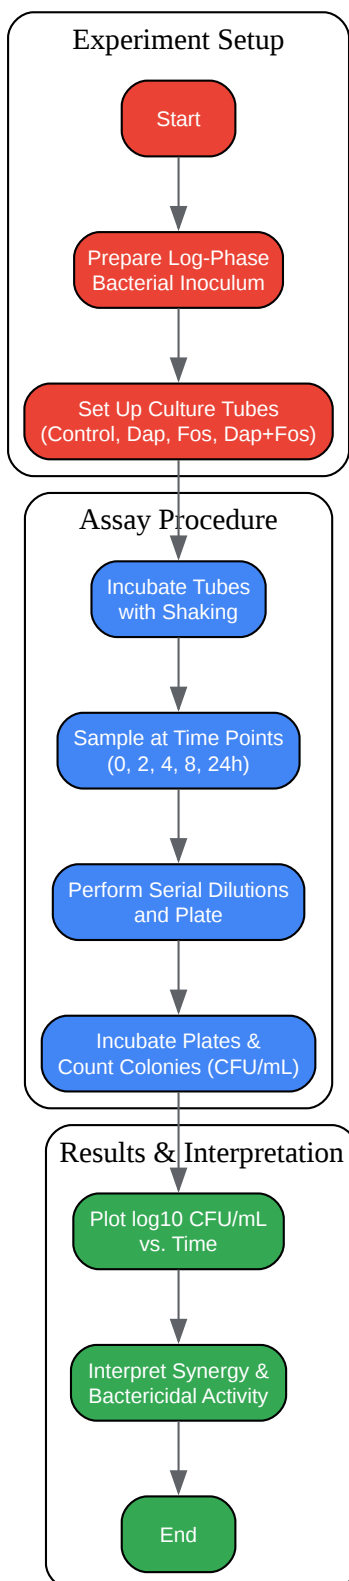 Experiment Setup
Start
Prepare Log-Phase
Bacterial Inoculum
Set Up Culture Tubes
(Control, Dap, Fos, Dap+Fos)
Assay Procedure
Incubate Tubes
with Shaking
Sample at Time Points
(0, 2, 4, 8, 24h)
Perform Serial Dilutions
and Plate
Incubate Plates &
Count Colonies (CFU/mL)
Results & Interpretation
Plot log10 CFU/mL
vs. Time
Interpret Synergy &
Bactericidal Activity
End